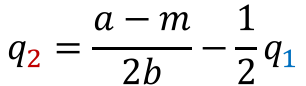 q₂ = (a − m)/(2b) − (1/2)q₁